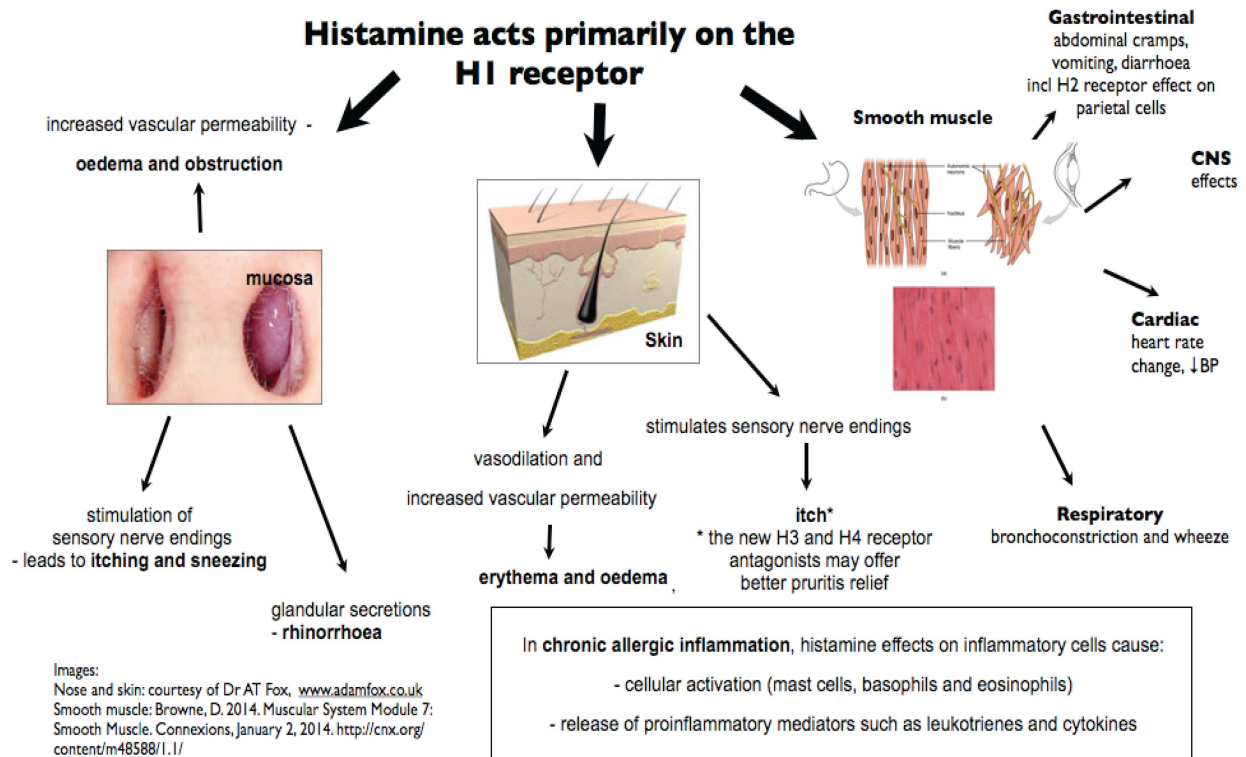 Histamine acts primarily on the
H1 receptor
increased vascular permeability -
oedema and obstruction
mucosa
stimulation of
sensory nerve endings
- leads to itching and sneezing
glandular secretions
- rhinorrhoea
Skin
vasodilation and
increased vascular permeability
erythema and oedema ,
stimulates sensory nerve endings
itch*
* the new H3 and H4 receptor
antagonists may offer
better pruritis relief
Smooth muscle
Autonomic
neurons
Nucleus
Muscle
fibers
(a)
(b)
Gastrointestinal
abdominal cramps,
vomiting, diarrhoea
incl H2 receptor effect on
parietal cells
CNS
effects
Cardiac
heart rate
change, ↓BP
Respiratory
bronchoconstriction and wheeze
In chronic allergic inflammation, histamine effects on inflammatory cells cause:
- cellular activation (mast cells, basophils and eosinophils)
- release of proinflammatory mediators such as leukotrienes and cytokines
Images:
Nose and skin: courtesy of Dr AT Fox, www.adamfox.co.uk
Smooth muscle: Browne, D. 2014. Muscular System Module 7:
Smooth Muscle. Connexions, January 2, 2014. http://cnx.org/
content/m48588/1.1/